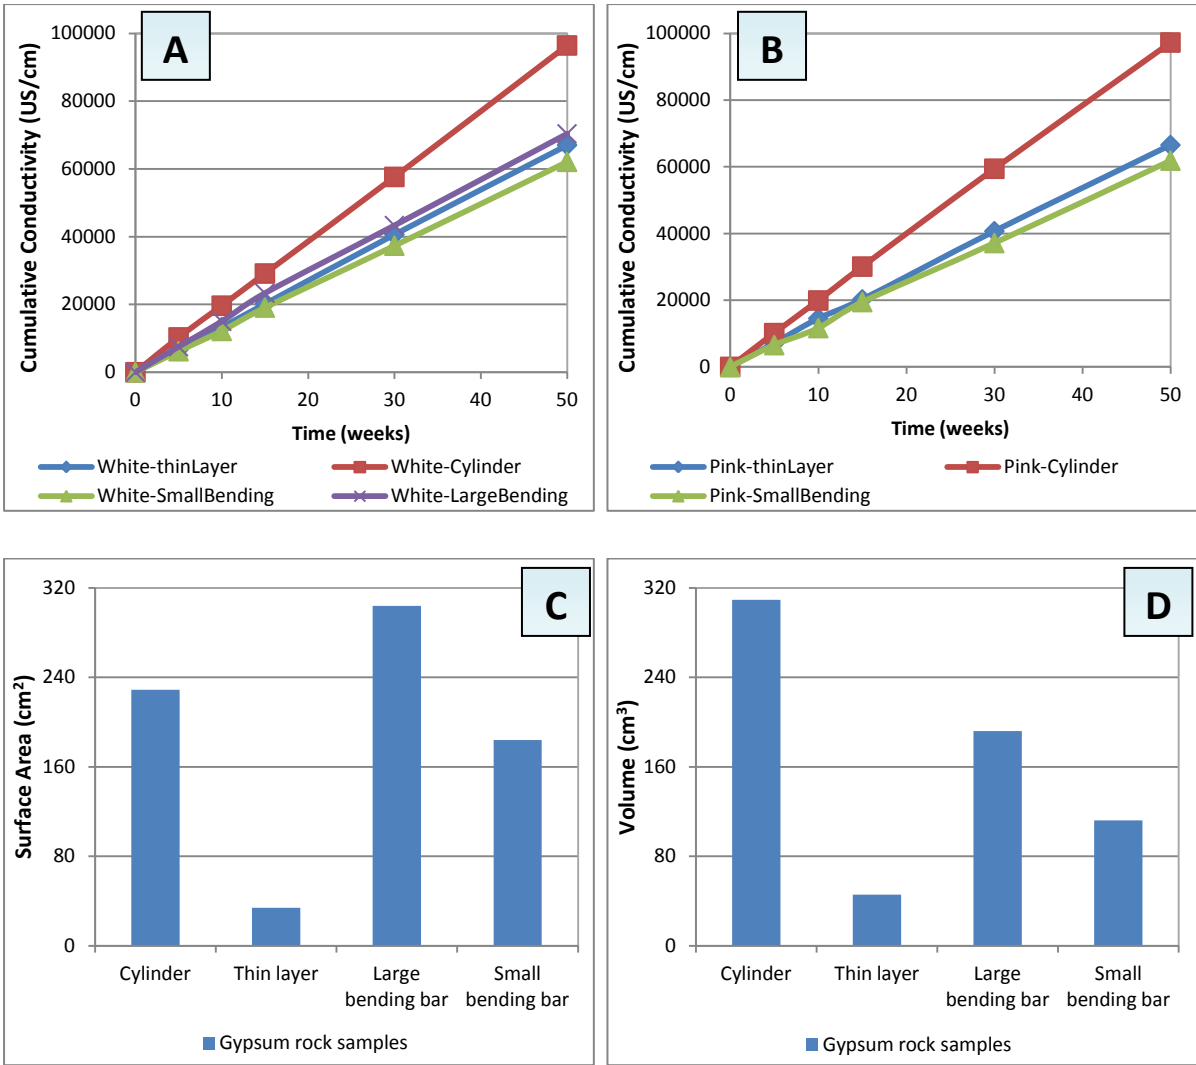 A
Cumulative Conductivity (US/cm)
100000
80000
60000
40000
20000
0
0 10 20 30 40 50
Time (weeks)
White-thinLayer White-Cylinder
White-SmallBending White-LargeBending
B
Cumulative Conductivity (US/cm)
100000
80000
60000
40000
20000
0
0 10 20 30 40 50
Time (weeks)
Pink-thinLayer Pink-Cylinder
Pink-SmallBending
C
Surface Area (cm²)
320
240
160
80
0
Cylinder Thin layer Large bending bar Small bending bar
Gypsum rock samples
D
Volume (cm³)
320
240
160
80
0
Cylinder Thin layer Large bending bar Small bending bar
Gypsum rock samples